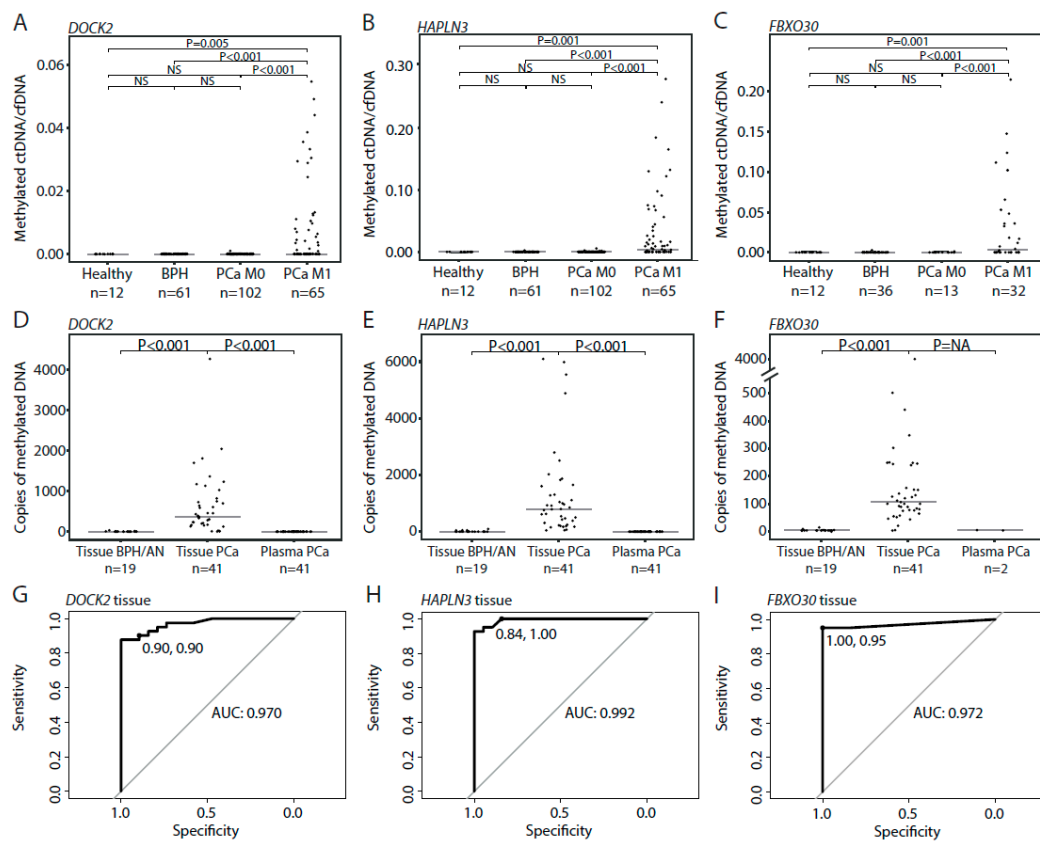 A DOCK2
P=0.005
P<0.001
NS P<0.001
NS NS
Methylated ctDNA/cfDNA
0.06
0.04
0.02
0.00
Healthy BPH PCa M0 PCa M1
n=12 n=61 n=102 n=65
B HAPLN3
P=0.001
P<0.001
NS P<0.001
NS NS
Methylated ctDNA/cfDNA
0.30
0.20
0.10
0.00
Healthy BPH PCa M0 PCa M1
n=12 n=61 n=102 n=65
C FBXO30
P=0.001
P<0.001
NS P<0.001
NS NS
Methylated ctDNA/cfDNA
0.20
0.15
0.10
0.05
0.00
Healthy BPH PCa M0 PCa M1
n=12 n=36 n=13 n=32
D DOCK2
P<0.001 P<0.001
Copies of methylated DNA
4000
3000
2000
1000
0
Tissue BPH/AN Tissue PCa Plasma PCa
n=19 n=41 n=41
E HAPLN3
P<0.001 P<0.001
Copies of methylated DNA
6000
4000
2000
0
Tissue BPH/AN Tissue PCa Plasma PCa
n=19 n=41 n=41
F FBXO30
P<0.001 P=NA
Copies of methylated DNA
4000
500
400
300
200
100
0
Tissue BPH/AN Tissue PCa Plasma PCa
n=19 n=41 n=2
G DOCK2 tissue
Sensitivity
1.0
0.8
0.6
0.4
0.2
0.0
0.90, 0.90
AUC: 0.970
1.0 0.5 0.0
Specificity
H HAPLN3 tissue
Sensitivity
1.0
0.8
0.6
0.4
0.2
0.0
0.84, 1.00
AUC: 0.992
1.0 0.5 0.0
Specificity
I FBXO30 tissue
Sensitivity
1.0
0.8
0.6
0.4
0.2
0.0
1.00, 0.95
AUC: 0.972
1.0 0.5 0.0
Specificity